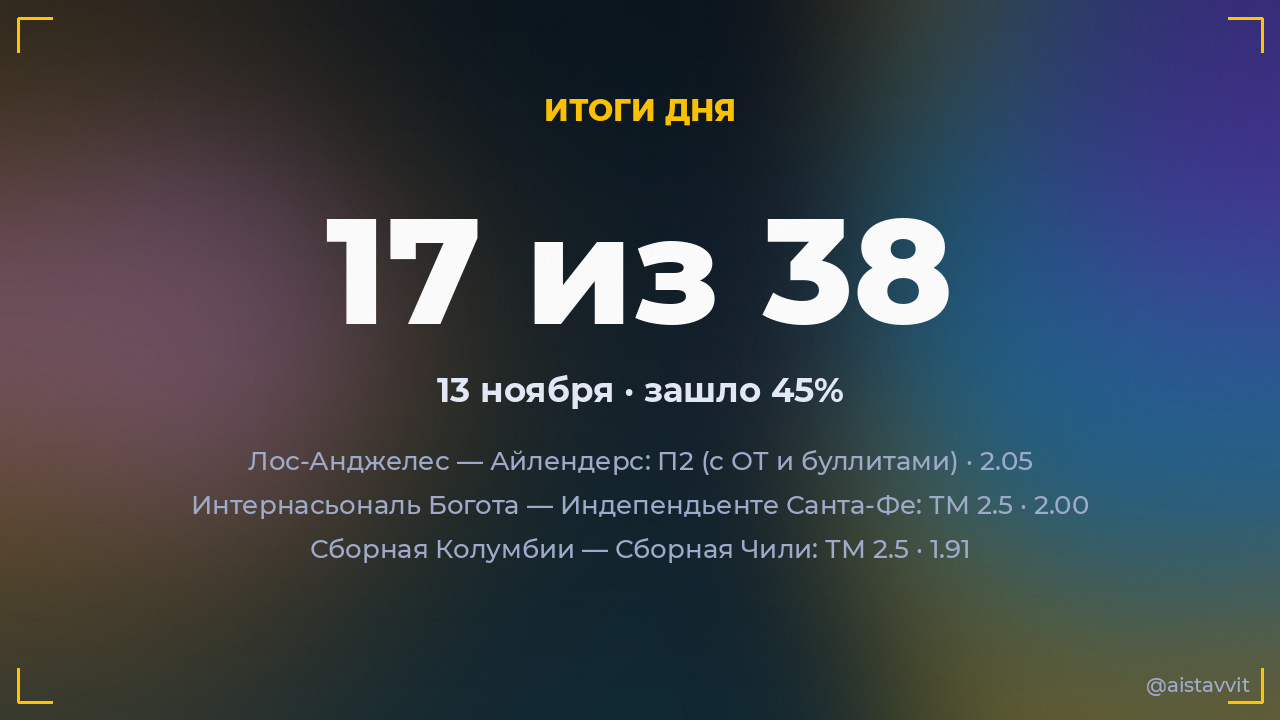 ИТОГИ ДНЯ
17 из 38
13 ноября · зашло 45%
Лос-Анджелес — Айлендерс: П2 (с ОТ и буллитами) · 2.05
Интернасьональ Богота — Индепендьенте Санта-Фе: ТМ 2.5 · 2.00
Сборная Колумбии — Сборная Чили: ТМ 2.5 · 1.91
@aistavvit